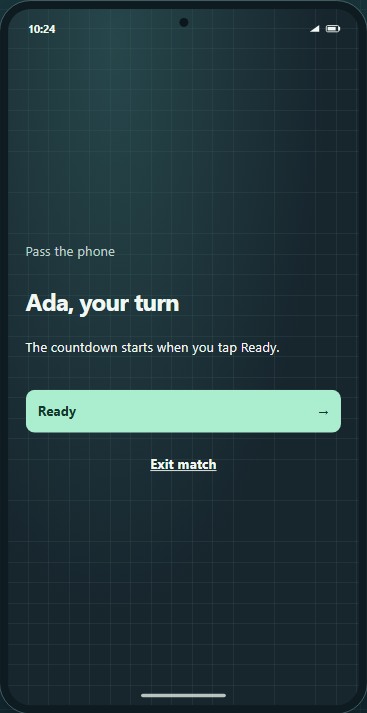 10:24
Pass the phone
Ada, your turn
The countdown starts when you tap Ready.
Ready →
Exit match